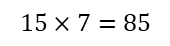 15 × 7 = 85